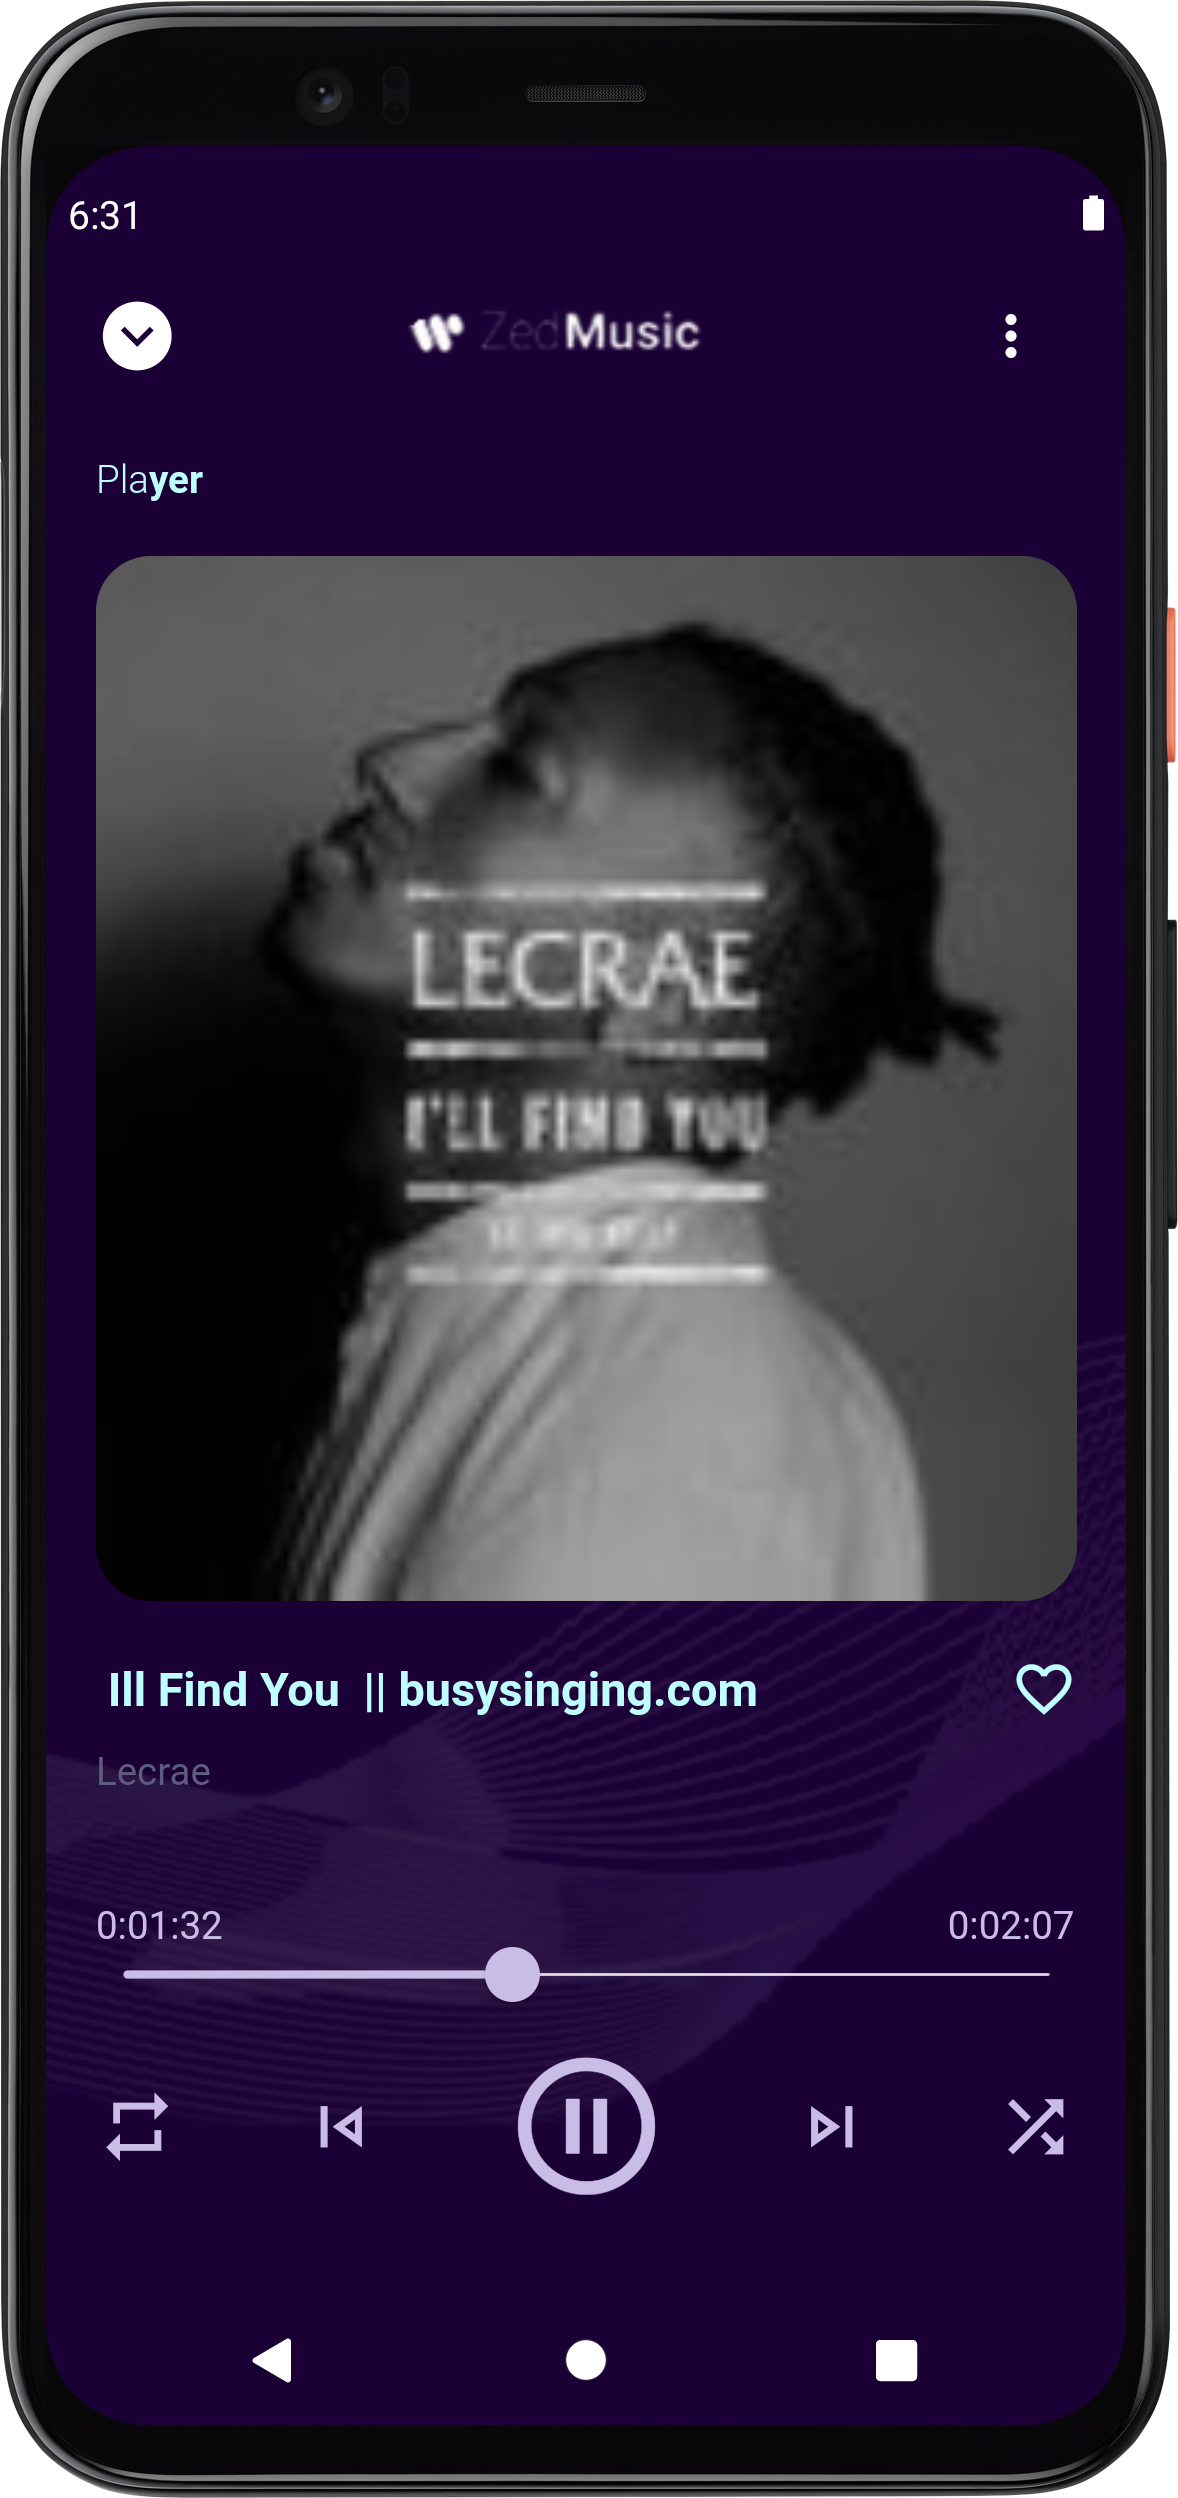 6:31
ZedMusic
Player
LECRAE
I'LL FIND YOU
Ill Find You || busysinging.com
Lecrae
0:01:32 0:02:07